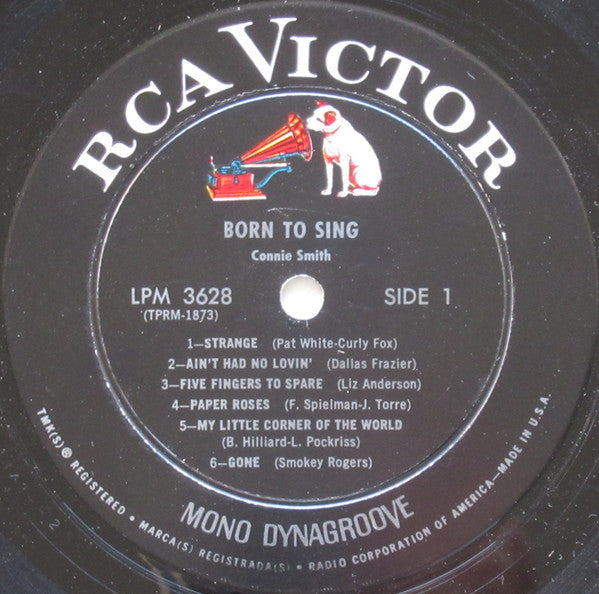 RCA VICTOR
BORN TO SING
Connie Smith
LPM 3628
(TPRM-1873)
SIDE 1
1—STRANGE (Pat White-Curly Fox)
2—AIN'T HAD NO LOVIN' (Dallas Frazier)
3—FIVE FINGERS TO SPARE (Liz Anderson)
4—PAPER ROSES (F. Spielman-J. Torre)
5—MY LITTLE CORNER OF THE WORLD
(B. Hilliard-L. Pockriss)
6—GONE (Smokey Rogers)
MONO DYNAGROOVE
TMK(S)® REGISTERED • MARCA(S) REGISTRADA(S) • RADIO CORPORATION OF AMERICA—MADE IN U.S.A.
2